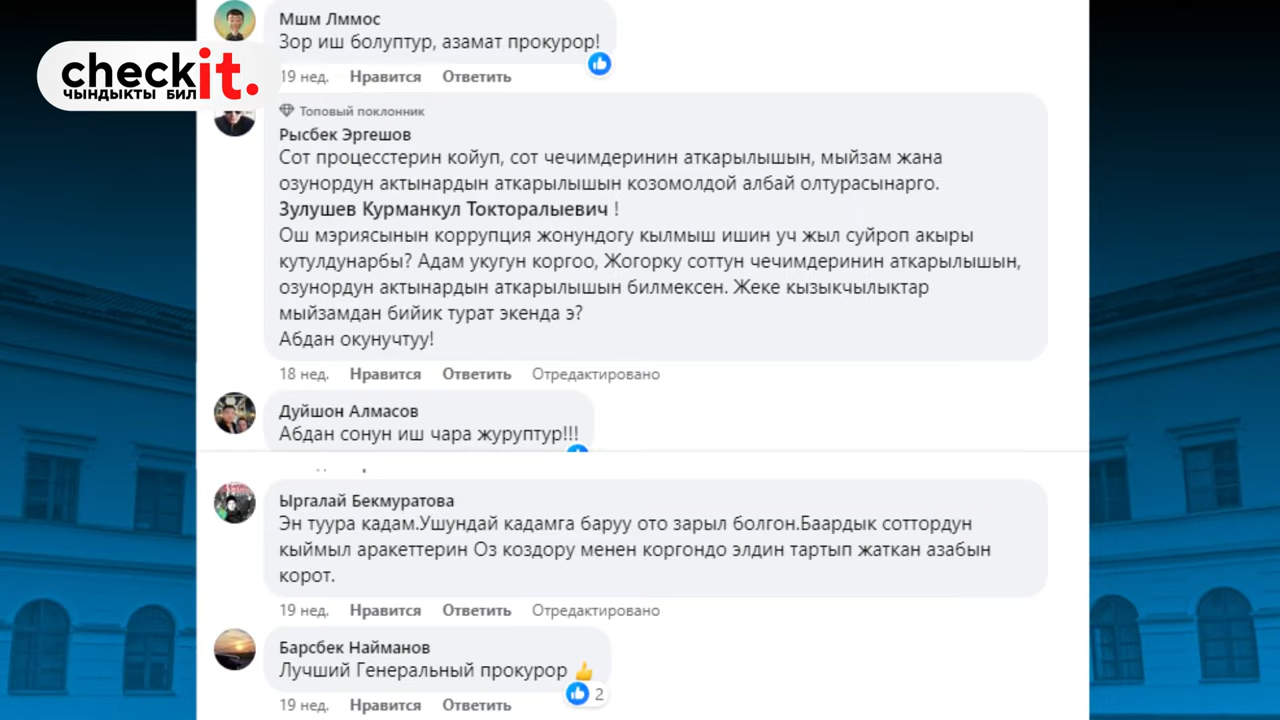 Мшм Лммос
Зор иш болуптур, азамат прокурор!
19 нед. Нравится Ответить
checkit.
ЧЫНДЫКТЫ БИЛ
Топовый поклонник
Рысбек Эргешов
Сот процесстерин койуп, сот чечимдеринин аткарылышын, мыйзам жана
озунордун актынардын аткарылышын козомолдой албай олтурасынарго.
Зулушев Курманкул Токторалыевич !
Ош мэриясынын коррупция жонундогу кылмыш ишин уч жыл суйроп акыры
кутулдунарбы? Адам укугун коргоо, Жогорку соттун чечимдеринин аткарылышын,
озунордун актынардын аткарылышын билмексен. Жеке кызыкчылыктар
мыйзамдан бийик турат экенда э?
Абдан окунучтуу!
18 нед. Нравится Ответить Отредактировано
Дуйшон Алмасов
Абдан сонун иш чара журуптур!!!
Ыргалай Бекмуратова
Эн туура кадам.Ушундай кадамга баруу ото зарыл болгон.Баардык соттордун
кыймыл аракеттерин Оз коздору менен коргондо элдин тартып жаткан азабын
корот.
19 нед. Нравится Ответить Отредактировано
Барсбек Найманов
Лучший Генеральный прокурор 👍
2
19 нед. Нравится Ответить